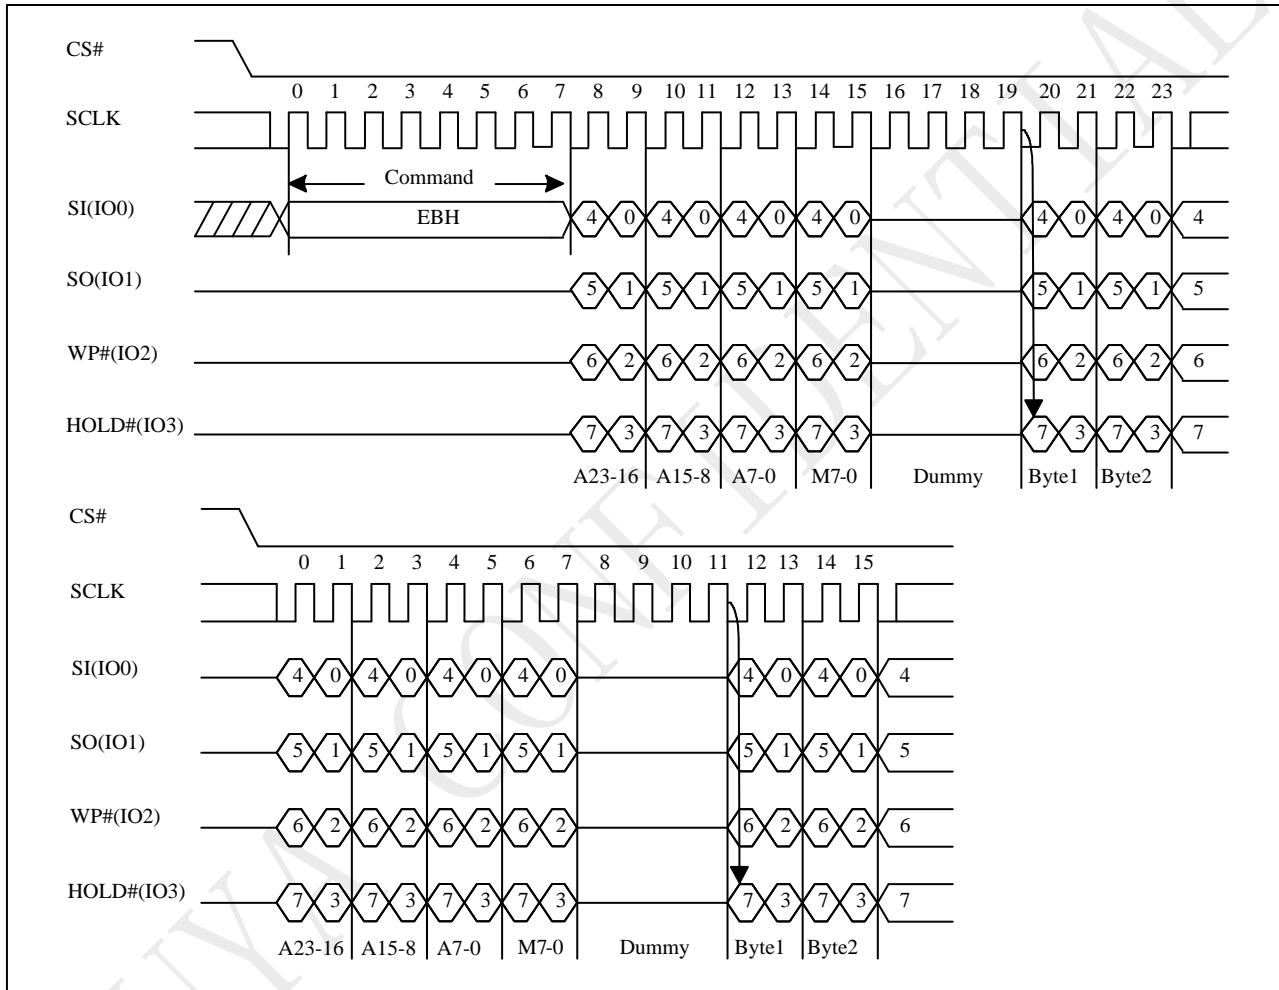 CS#
0 1 2 3 4 5 6 7 8 9 10 11 12 13 14 15 16 17 18 19 20 21 22 23
SCLK
Command
SI(IO0) EBH 4 0 4 0 4 0 4 0 4 0 4 0 4
SO(IO1) 5 1 5 1 5 1 5 1 5 1 5 1 5
WP#(IO2) 6 2 6 2 6 2 6 2 6 2 6 2 6
HOLD#(IO3) 7 3 7 3 7 3 7 3 7 3 7 3 7
A23-16 A15-8 A7-0 M7-0 Dummy Byte1 Byte2
CS#
0 1 2 3 4 5 6 7 8 9 10 11 12 13 14 15
SCLK
SI(IO0) 4 0 4 0 4 0 4 0 4 0 4 0 4
SO(IO1) 5 1 5 1 5 1 5 1 5 1 5 1 5
WP#(IO2) 6 2 6 2 6 2 6 2 6 2 6 2 6
HOLD#(IO3) 7 3 7 3 7 3 7 3 7 3 7 3 7
A23-16 A15-8 A7-0 M7-0 Dummy Byte1 Byte2
UYA CONFIDENTIAL